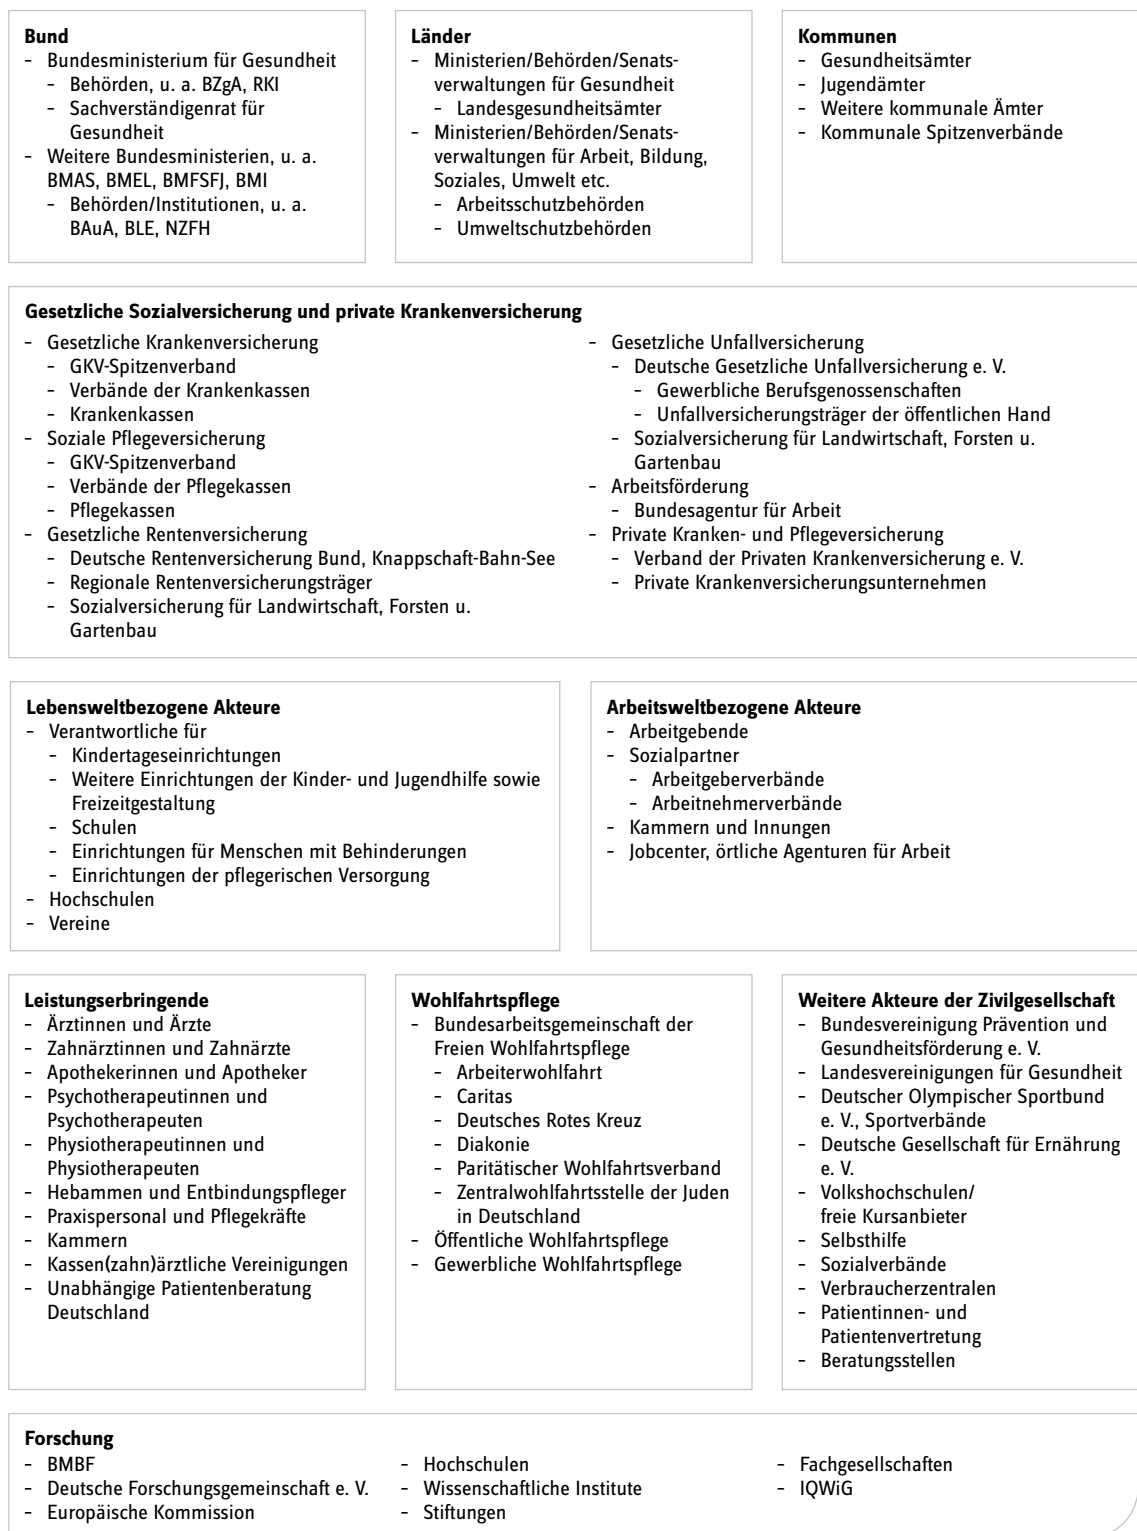 Bund
- Bundesministerium für Gesundheit
- Behörden, u. a. BZgA, RKI
- Sachverständigenrat für
Gesundheit
- Weitere Bundesministerien, u. a.
BMAS, BMEL, BMFSFJ, BMI
- Behörden/Institutionen, u. a.
BAuA, BLE, NZFH
Länder
- Ministerien/Behörden/Senats-
verwaltungen für Gesundheit
- Landesgesundheitsämter
- Ministerien/Behörden/Senats-
verwaltungen für Arbeit, Bildung,
Soziales, Umwelt etc.
- Arbeitsschutzbehörden
- Umweltschutzbehörden
Kommunen
- Gesundheitsämter
- Jugendämter
- Weitere kommunale Ämter
- Kommunale Spitzenverbände
Gesetzliche Sozialversicherung und private Krankenversicherung
- Gesetzliche Krankenversicherung
- GKV-Spitzenverband
- Verbände der Krankenkassen
- Krankenkassen
- Soziale Pflegeversicherung
- GKV-Spitzenverband
- Verbände der Pflegekassen
- Pflegekassen
- Gesetzliche Rentenversicherung
- Deutsche Rentenversicherung Bund, Knappschaft-Bahn-See
- Regionale Rentenversicherungsträger
- Sozialversicherung für Landwirtschaft, Forsten u.
Gartenbau
- Gesetzliche Unfallversicherung
- Deutsche Gesetzliche Unfallversicherung e. V.
- Gewerbliche Berufsgenossenschaften
- Unfallversicherungsträger der öffentlichen Hand
- Sozialversicherung für Landwirtschaft, Forsten u.
Gartenbau
- Arbeitsförderung
- Bundesagentur für Arbeit
- Private Kranken- und Pflegeversicherung
- Verband der Privaten Krankenversicherung e. V.
- Private Krankenversicherungsunternehmen
Lebensweltbezogene Akteure
- Verantwortliche für
- Kindertageseinrichtungen
- Weitere Einrichtungen der Kinder- und Jugendhilfe sowie
Freizeitgestaltung
- Schulen
- Einrichtungen für Menschen mit Behinderungen
- Einrichtungen der pflegerischen Versorgung
- Hochschulen
- Vereine
Arbeitsweltbezogene Akteure
- Arbeitgebende
- Sozialpartner
- Arbeitgeberverbände
- Arbeitnehmerverbände
- Kammern und Innungen
- Jobcenter, örtliche Agenturen für Arbeit
Leistungserbringende
- Ärztinnen und Ärzte
- Zahnärztinnen und Zahnärzte
- Apothekerinnen und Apotheker
- Psychotherapeutinnen und
Psychotherapeuten
- Physiotherapeutinnen und
Physiotherapeuten
- Hebammen und Entbindungspfleger
- Praxispersonal und Pflegekräfte
- Kammern
- Kassen(zahn)ärztliche Vereinigungen
- Unabhängige Patientenberatung
Deutschland
Wohlfahrtspflege
- Bundesarbeitsgemeinschaft der
Freien Wohlfahrtspflege
- Arbeiterwohlfahrt
- Caritas
- Deutsches Rotes Kreuz
- Diakonie
- Paritätischer Wohlfahrtsverband
- Zentralwohlfahrtsstelle der Juden
in Deutschland
- Öffentliche Wohlfahrtspflege
- Gewerbliche Wohlfahrtspflege
Weitere Akteure der Zivilgesellschaft
- Bundesvereinigung Prävention und
Gesundheitsförderung e. V.
- Landesvereinigungen für Gesundheit
- Deutscher Olympischer Sportbund
e. V., Sportverbände
- Deutsche Gesellschaft für Ernährung
e. V.
- Volkshochschulen/
freie Kursanbieter
- Selbsthilfe
- Sozialverbände
- Verbraucherzentralen
- Patientinnen- und
Patientenvertretung
- Beratungsstellen
Forschung
- BMBF
- Deutsche Forschungsgemeinschaft e. V.
- Europäische Kommission
- Hochschulen
- Wissenschaftliche Institute
- Stiftungen
- Fachgesellschaften
- IQWiG